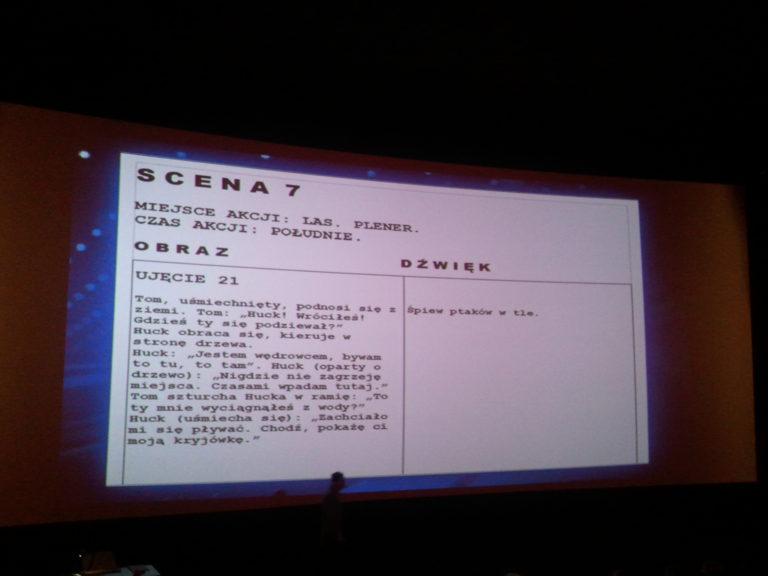 SCENA 7
MIEJSCE AKCJI: LAS. PLENER.
CZAS AKCJI: POŁUDNIE.
OBRAZ
DŹWIĘK
UJĘCIE 21
Tom, uśmiechnięty, podnosi się z
ziemi. Tom: „Huck! Wróciłeś!
Gdzieś ty się podziewał?”
Huck obraca się, kieruje w
stronę drzewa.
Huck: „Jestem wędrowcem, bywam
to tu, to tam”. Huck (oparty o
drzewo): „Nigdzie nie zagrzeję
miejsca. Czasami wpadam tutaj.”
Tom szturcha Hucka w ramię: „To
ty mnie wyciągnąłeś z wody?”
Huck (uśmiecha się): „Zachciało
mi się pływać. Chodź, pokażę ci
moją kryjówkę.”
Śpiew ptaków w tle.